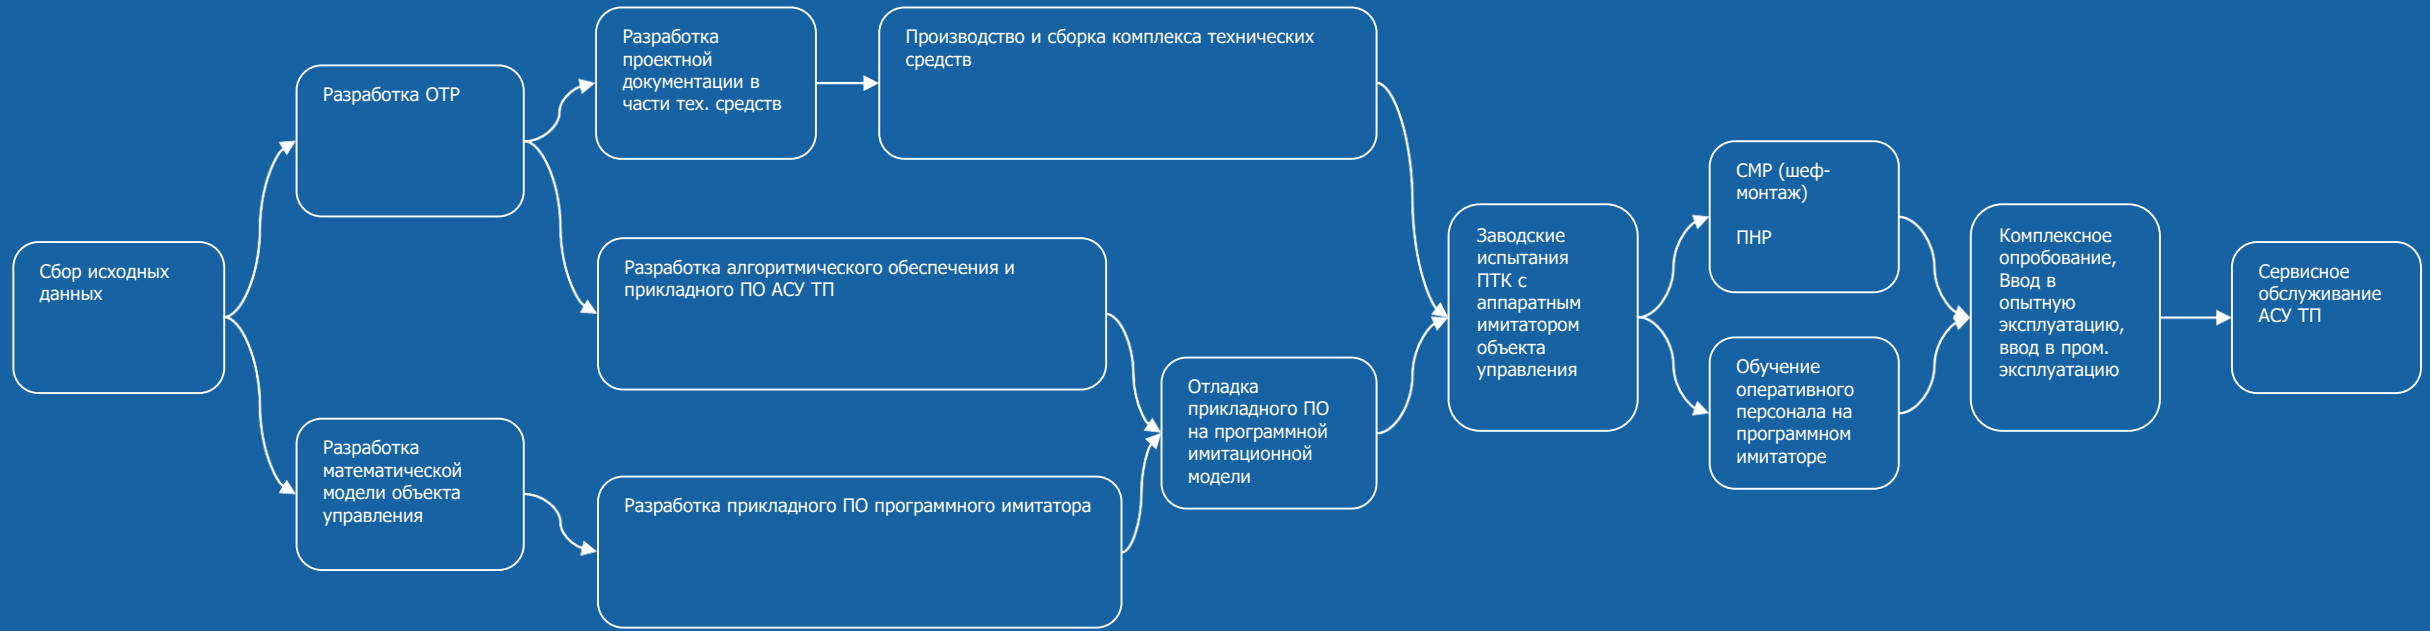 Сбор исходных
данных
Разработка ОТР
Разработка
математической
модели объекта
управления
Разработка
проектной
документации в
части тех. средств
Производство и сборка комплекса технических
средств
Разработка алгоритмического обеспечения и
прикладного ПО АСУ ТП
Разработка прикладного ПО программного имитатора
Отладка
прикладного ПО
на программной
имитационной
модели
Заводские
испытания
ПТК с
аппаратным
имитатором
объекта
управления
СМР (шеф-
монтаж)
ПНР
Обучение
оперативного
персонала на
программном
имитаторе
Комплексное
опробование,
Ввод в
опытную
эксплуатацию,
ввод в пром.
эксплуатацию
Сервисное
обслуживание
АСУ ТП